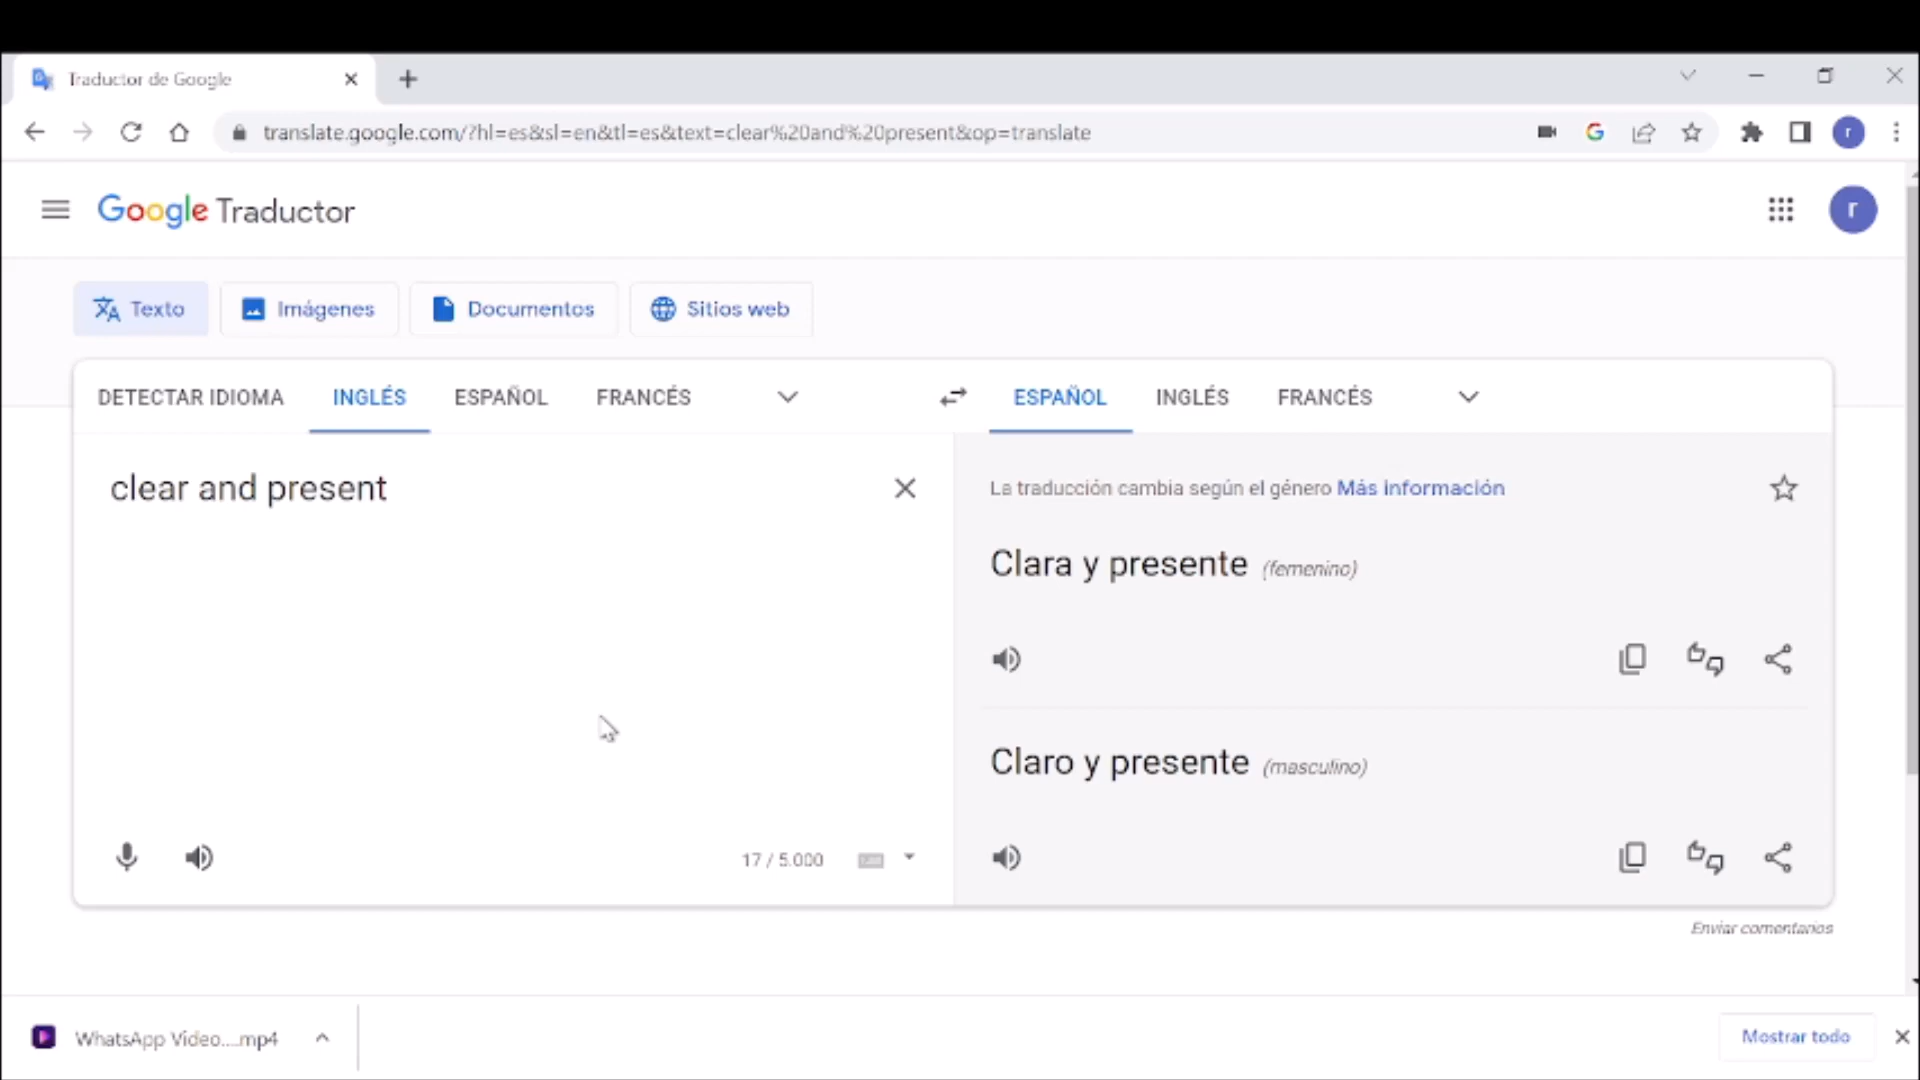 Traductor de Google
translate.google.com/?hl=es&sl=en&tl=es&text=clear%20and%20present&op=translate
r
Google Traductor
r
Texto Imágenes Documentos Sitios web
DETECTAR IDIOMA INGLÉS ESPAÑOL FRANCÉS
ESPAÑOL INGLÉS FRANCÉS
clear and present
La traducción cambia según el género Más información
Clara y presente (femenino)
Claro y presente (masculino)
17 / 5.000
Enviar comentarios
WhatsApp Video....mp4
Mostrar todo